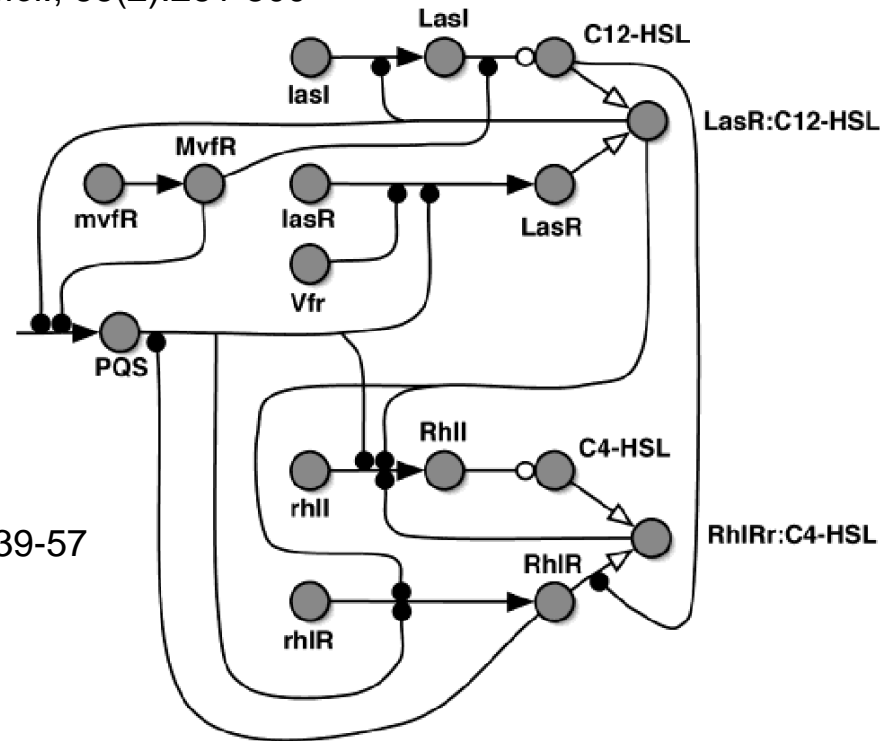 LasI
C12-HSL
lasI
LasR:C12-HSL
MvfR
mvfR
lasR
LasR
Vfr
PQS
RhlI
C4-HSL
rhlI
39-57
RhlRr:C4-HSL
RhlR
rhlR